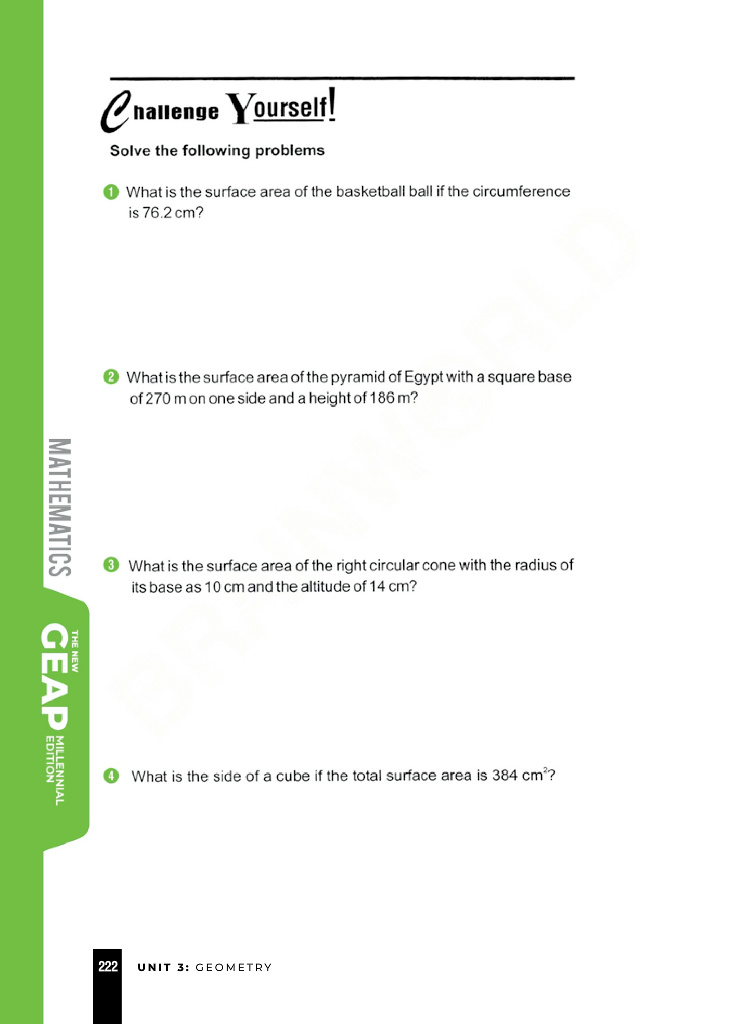 Challenge Yourself!
Solve the following problems
1 What is the surface area of the basketball ball if the circumference
is 76.2 cm?
2 What is the surface area of the pyramid of Egypt with a square base
of 270 m on one side and a height of 186 m?
3 What is the surface area of the right circular cone with the radius of
its base as 10 cm and the altitude of 14 cm?
4 What is the side of a cube if the total surface area is 384 cm²?
MATHEMATICS
THE NEW
GEAP
MILLENNIAL
EDITION
BRAINWORLD
222 UNIT 3: GEOMETRY